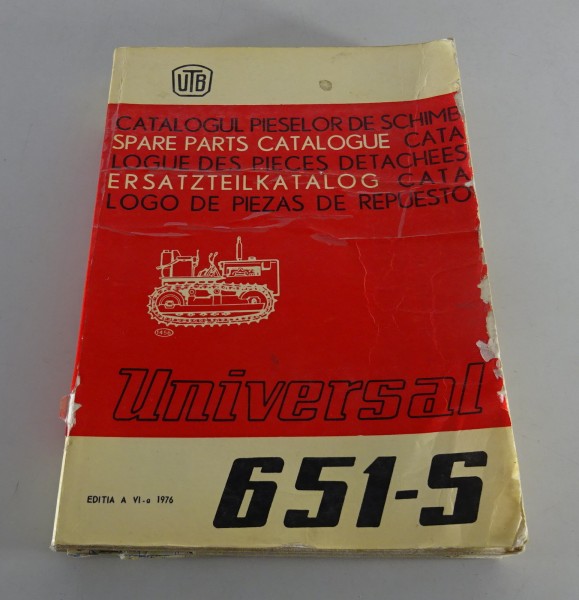 UTB
CATALOGUL PIESELOR DE SCHIMB
SPARE PARTS CATALOGUE CATA
LOGUE DES PIECES DETACHEES
ERSATZTEILKATALOG CATA
LOGO DE PIEZAS DE REPUESTO
Universal
EDITIA A VI-a 1976
651-S